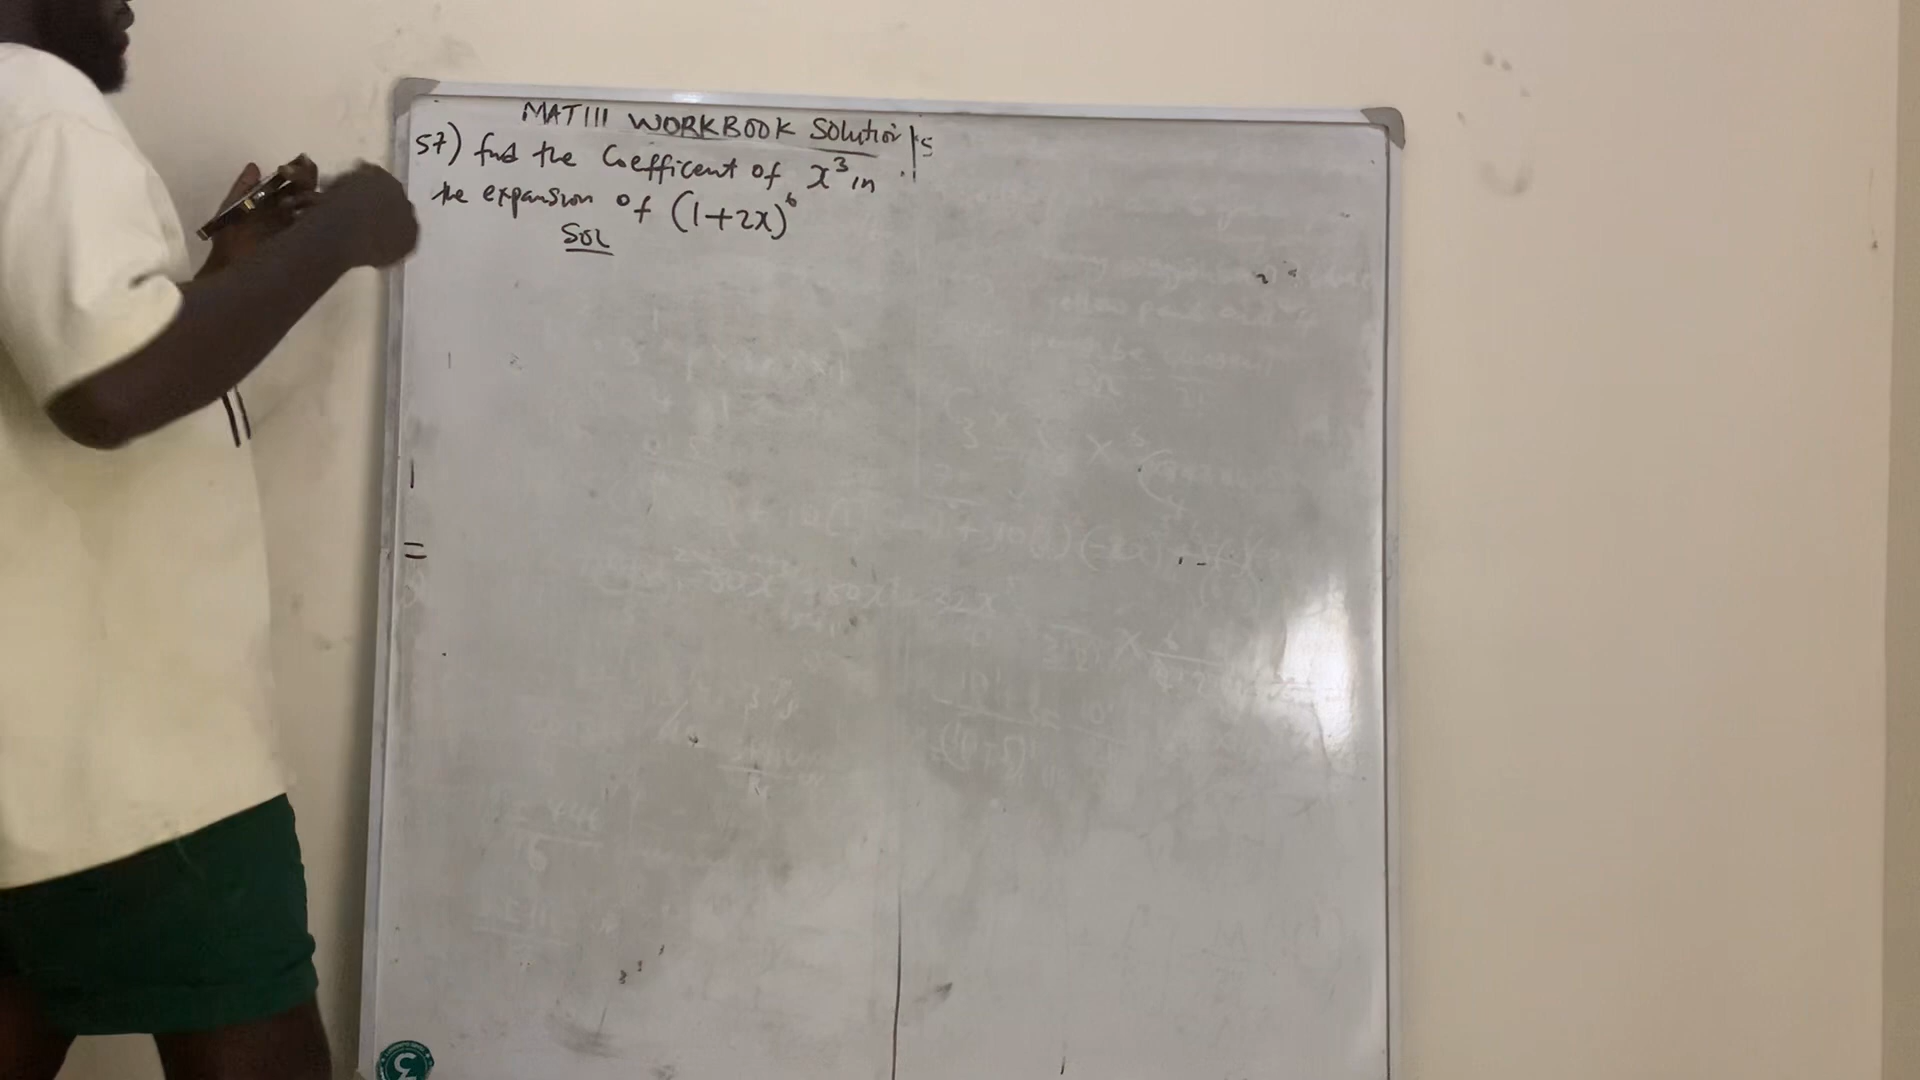 MAT111 WORKBOOK Solutions
57) find the Coefficent of x³ in
the expansion of (1+2x)⁶
SOL